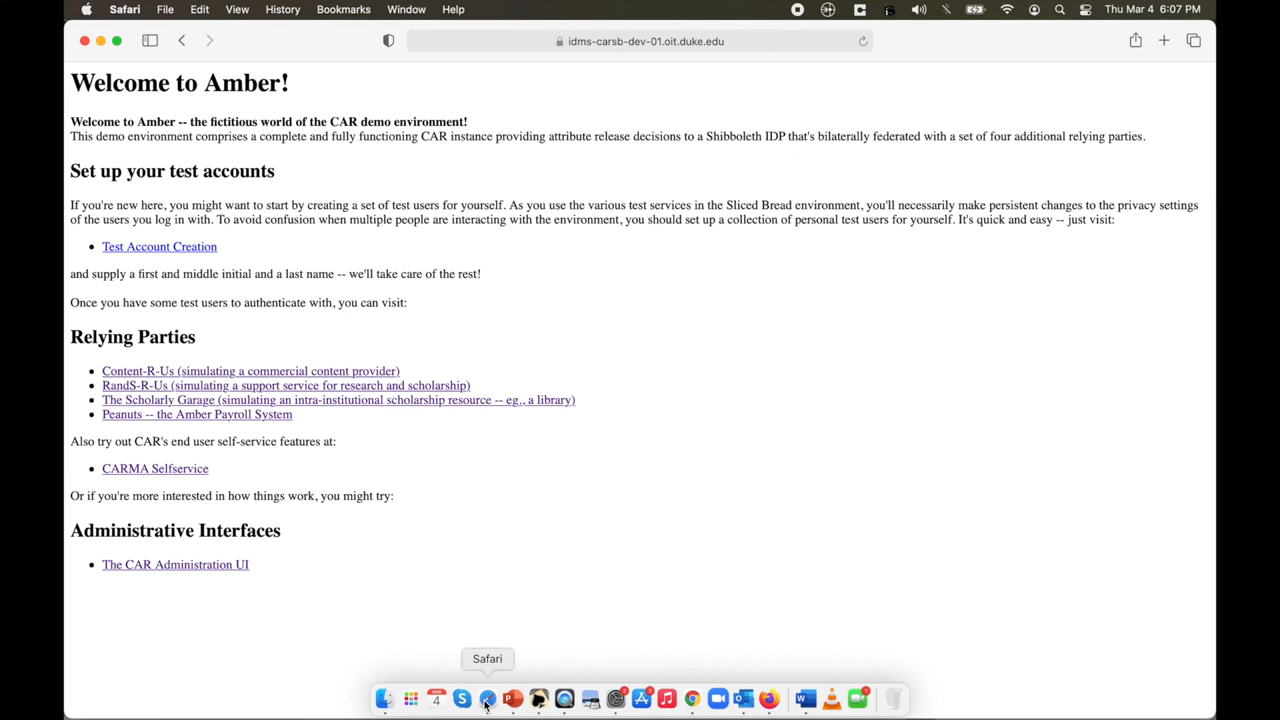 Safari File Edit View History Bookmarks Window Help Thu Mar 4 6:07 PM
idms-carsb-dev-01.oit.duke.edu
Welcome to Amber!
Welcome to Amber -- the fictitious world of the CAR demo environment!
This demo environment comprises a complete and fully functioning CAR instance providing attribute release decisions to a Shibboleth IDP that's bilaterally federated with a set of four additional relying parties.
Set up your test accounts
If you're new here, you might want to start by creating a set of test users for yourself. As you use the various test services in the Sliced Bread environment, you'll necessarily make persistent changes to the privacy settings
of the users you log in with. To avoid confusion when multiple people are interacting with the environment, you should set up a collection of personal test users for yourself. It's quick and easy -- just visit:
Test Account Creation
and supply a first and middle initial and a last name -- we'll take care of the rest!
Once you have some test users to authenticate with, you can visit:
Relying Parties
Content-R-Us (simulating a commercial content provider)
RandS-R-Us (simulating a support service for research and scholarship)
The Scholarly Garage (simulating an intra-institutional scholarship resource -- eg., a library)
Peanuts -- the Amber Payroll System
Also try out CAR's end user self-service features at:
CARMA Selfservice
Or if you're more interested in how things work, you might try:
Administrative Interfaces
The CAR Administration UI
Safari